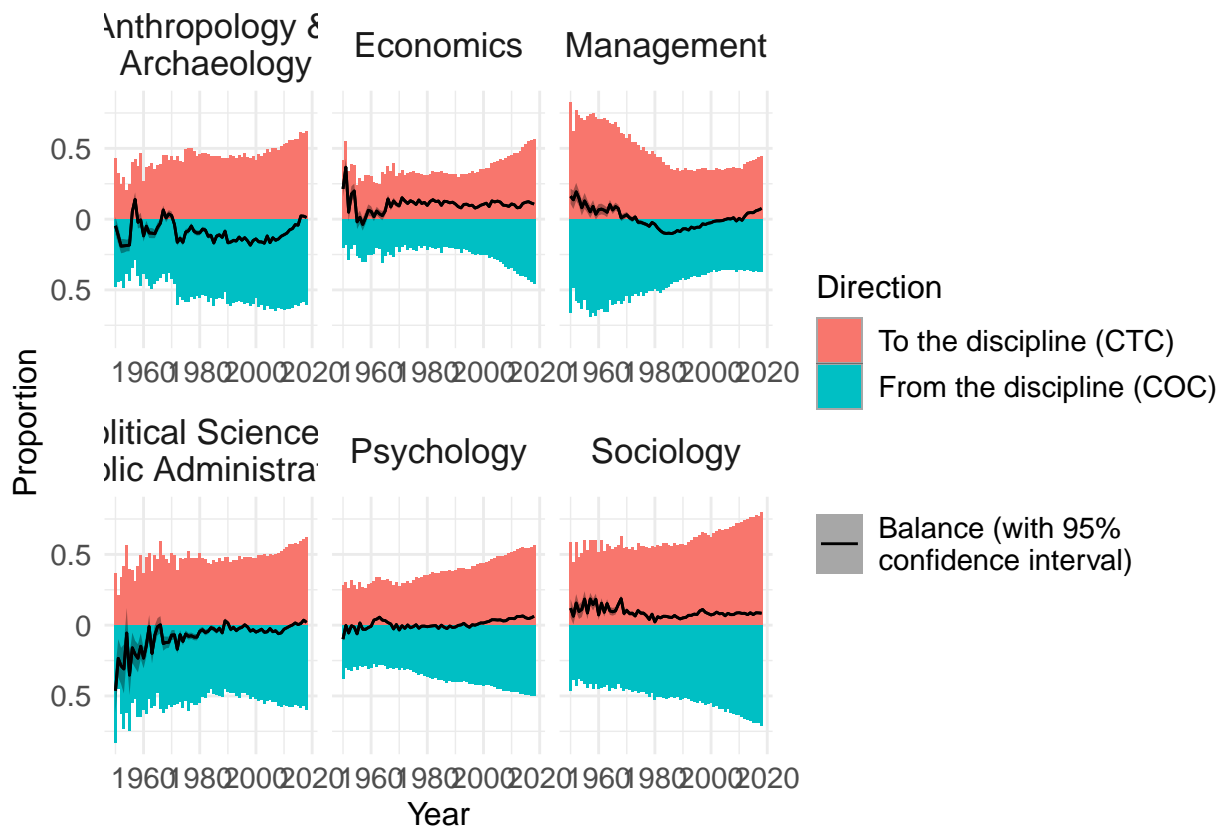 Anthropology &
Archaeology
Economics
Management
0.5
0
0.5
1960 1980 2000 2020
1960 1980 2000 2020
1960 1980 2000 2020
Proportion
olitical Science
blic Administrat
Psychology
Sociology
0.5
0
0.5
1960 1980 2000 2020
1960 1980 2000 2020
1960 1980 2000 2020
Year
Direction
To the discipline (CTC)
From the discipline (COC)
Balance (with 95%
confidence interval)